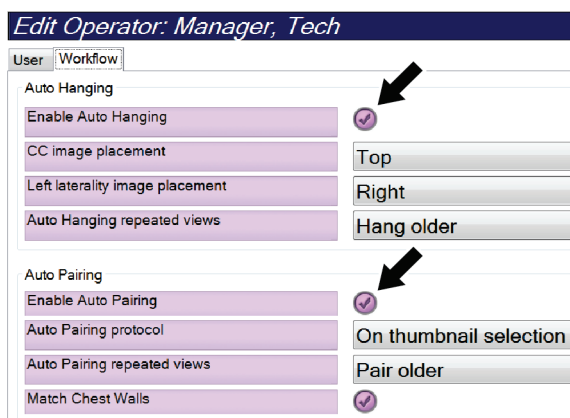 Edit Operator: Manager, Tech
User Workflow
Auto Hanging
Enable Auto Hanging
CC image placement Top
Left laterality image placement Right
Auto Hanging repeated views Hang older
Auto Pairing
Enable Auto Pairing
Auto Pairing protocol On thumbnail selection
Auto Pairing repeated views Pair older
Match Chest Walls